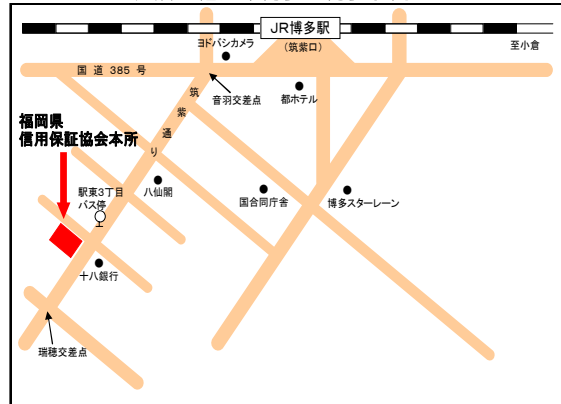 JR博多駅
(筑紫口)
ヨドバシカメラ
至小倉
国道385号
音羽交差点
都ホテル
筑紫通り
福岡県
信用保証協会本所
駅東3丁目
バス停
八仙閣
国合同庁舎
博多スターレーン
十八銀行
瑞穂交差点